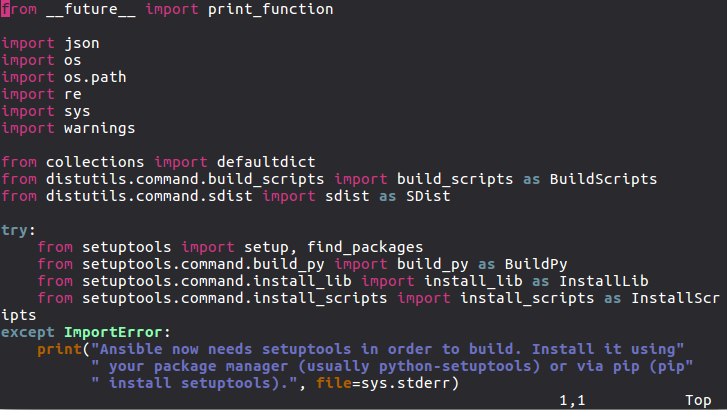 from __future__ import print_function

import json
import os
import os.path
import re
import sys
import warnings

from collections import defaultdict
from distutils.command.build_scripts import build_scripts as BuildScripts
from distutils.command.sdist import sdist as SDist

try:
    from setuptools import setup, find_packages
    from setuptools.command.build_py import build_py as BuildPy
    from setuptools.command.install_lib import install_lib as InstallLib
    from setuptools.command.install_scripts import install_scripts as InstallScr
ipts
except ImportError:
    print("Ansible now needs setuptools in order to build. Install it using"
          " your package manager (usually python-setuptools) or via pip (pip"
          " install setuptools).", file=sys.stderr)
1,1 Top